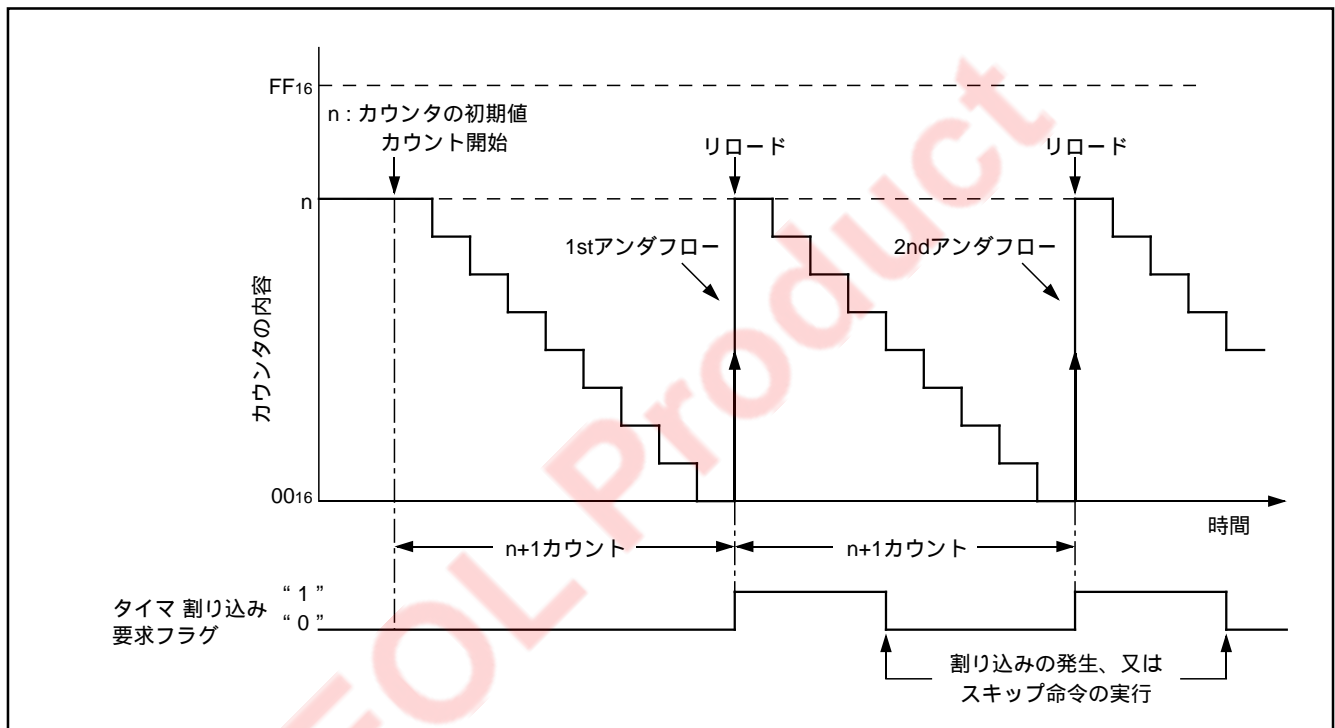 FF16
n : カウンタの初期値
カウント開始
リロード
リロード
n
1stアンダフロー
2ndアンダフロー
カウンタの内容
0016
時間
n+1カウント
n+1カウント
タイマ 割り込み
要求フラグ
“ 1 ”
“ 0 ”
割り込みの発生、又は
スキップ命令の実行
EOL Product